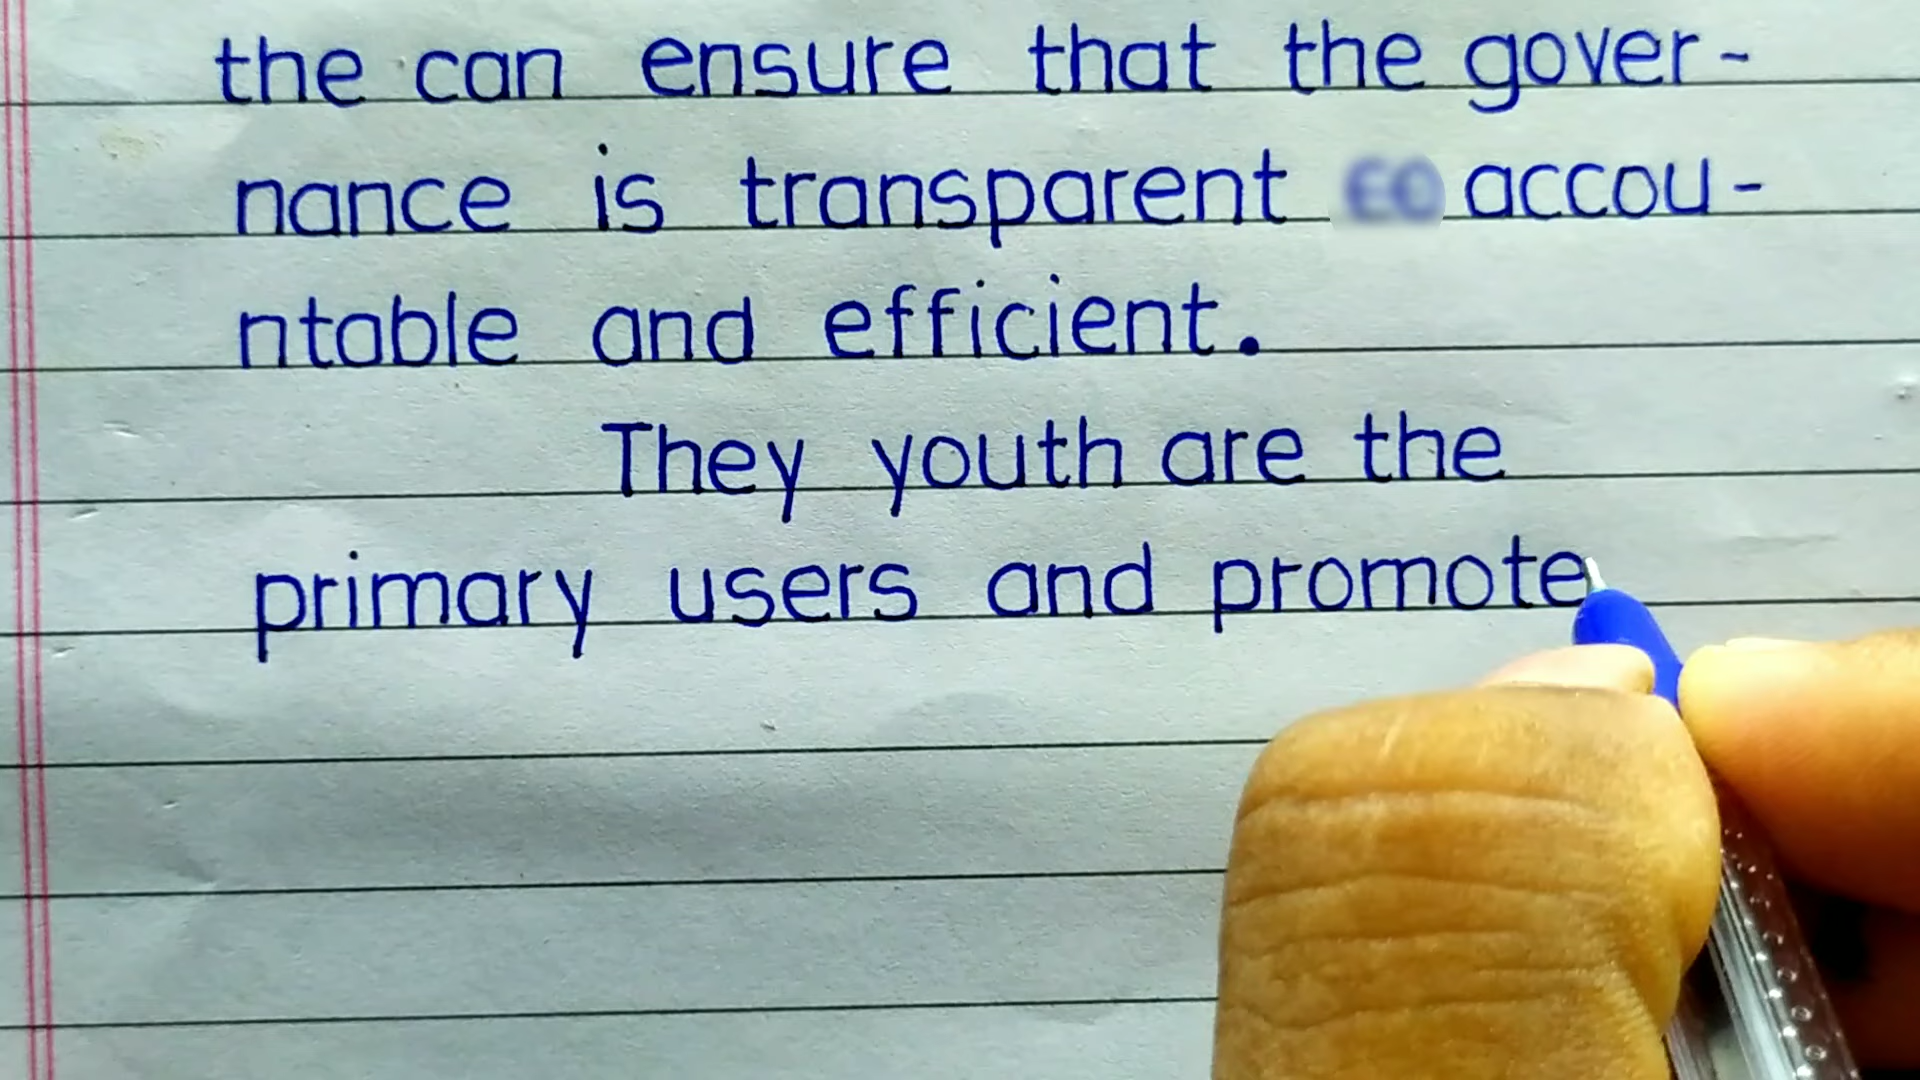 the can ensure that the gover-
nance is transparent accou-
ntable and efficient.
They youth are the
primary users and promote